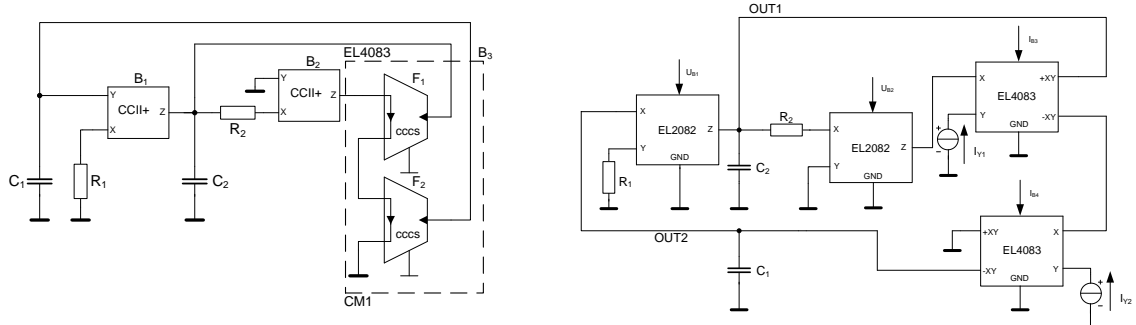 EL4083
B3
B1
Y
CCII+
Z
X
B2
Y
CCII+
Z
X
R2
F1
CCCS
C1
R1
C2
F2
CCCS
CM1
OUT1
UB1
X
EL2082
Z
Y
GND
R1
R2
C2
UB2
X
EL2082
Z
Y
GND
IB3
X
+XY
EL4083
Y
-XY
GND
IY1
IB4
+XY
X
EL4083
-XY
Y
GND
IY2
OUT2
C1